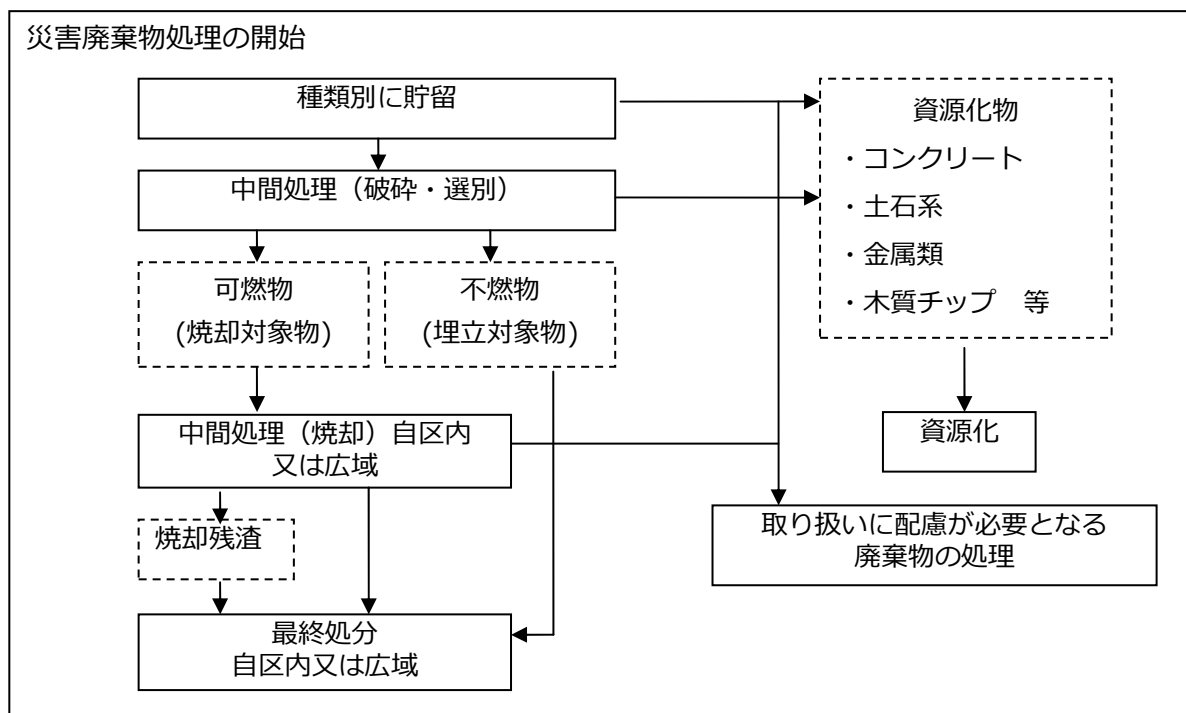 災害廃棄物処理の開始
種類別に貯留
中間処理（破砕・選別）
可燃物
(焼却対象物)
不燃物
(埋立対象物)
中間処理（焼却）自区内
又は広域
焼却残渣
最終処分
自区内又は広域
資源化物
・コンクリート
・土石系
・金属類
・木質チップ　等
資源化
取り扱いに配慮が必要となる
廃棄物の処理